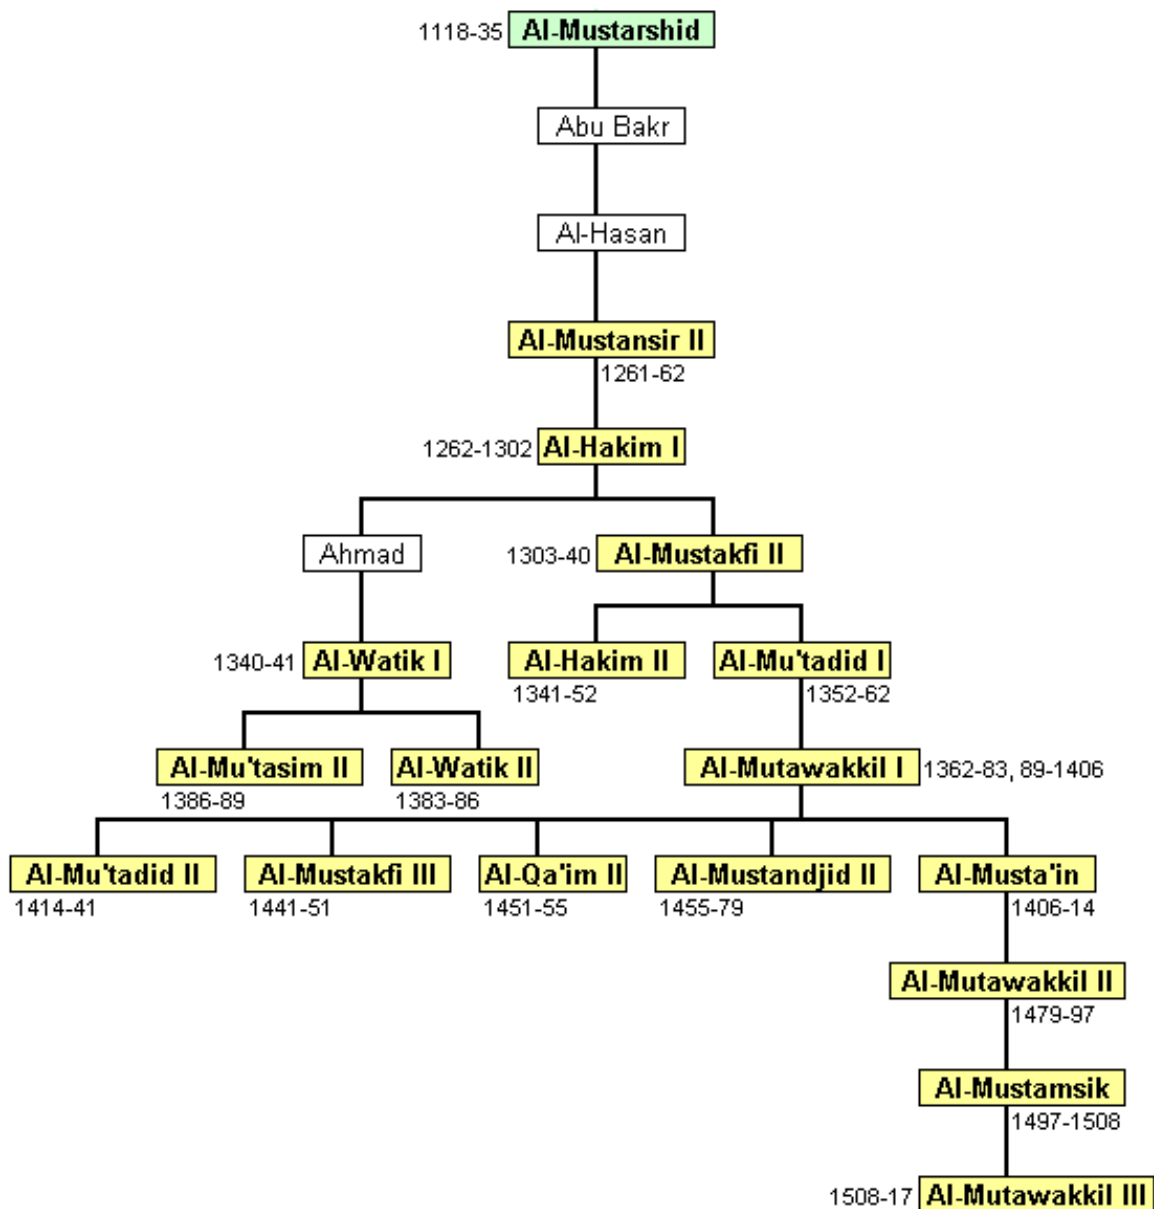 1118-35 Al-Mustarshid
Abu Bakr
Al-Hasan
Al-Mustansir II
1261-62
1262-1302 Al-Hakim I
Ahmad 1303-40 Al-Mustakfi II
1340-41 Al-Watik I Al-Hakim II Al-Mu'tadid I
1341-52 1352-62
Al-Mu'tasim II Al-Watik II Al-Mutawakkil I 1362-83, 89-1406
1386-89 1383-86
Al-Mu'tadid II Al-Mustakfi III Al-Qa'im II Al-Mustandjid II Al-Musta'in
1414-41 1441-51 1451-55 1455-79 1406-14
Al-Mutawakkil II
1479-97
Al-Mustamsik
1497-1508
1508-17 Al-Mutawakkil III